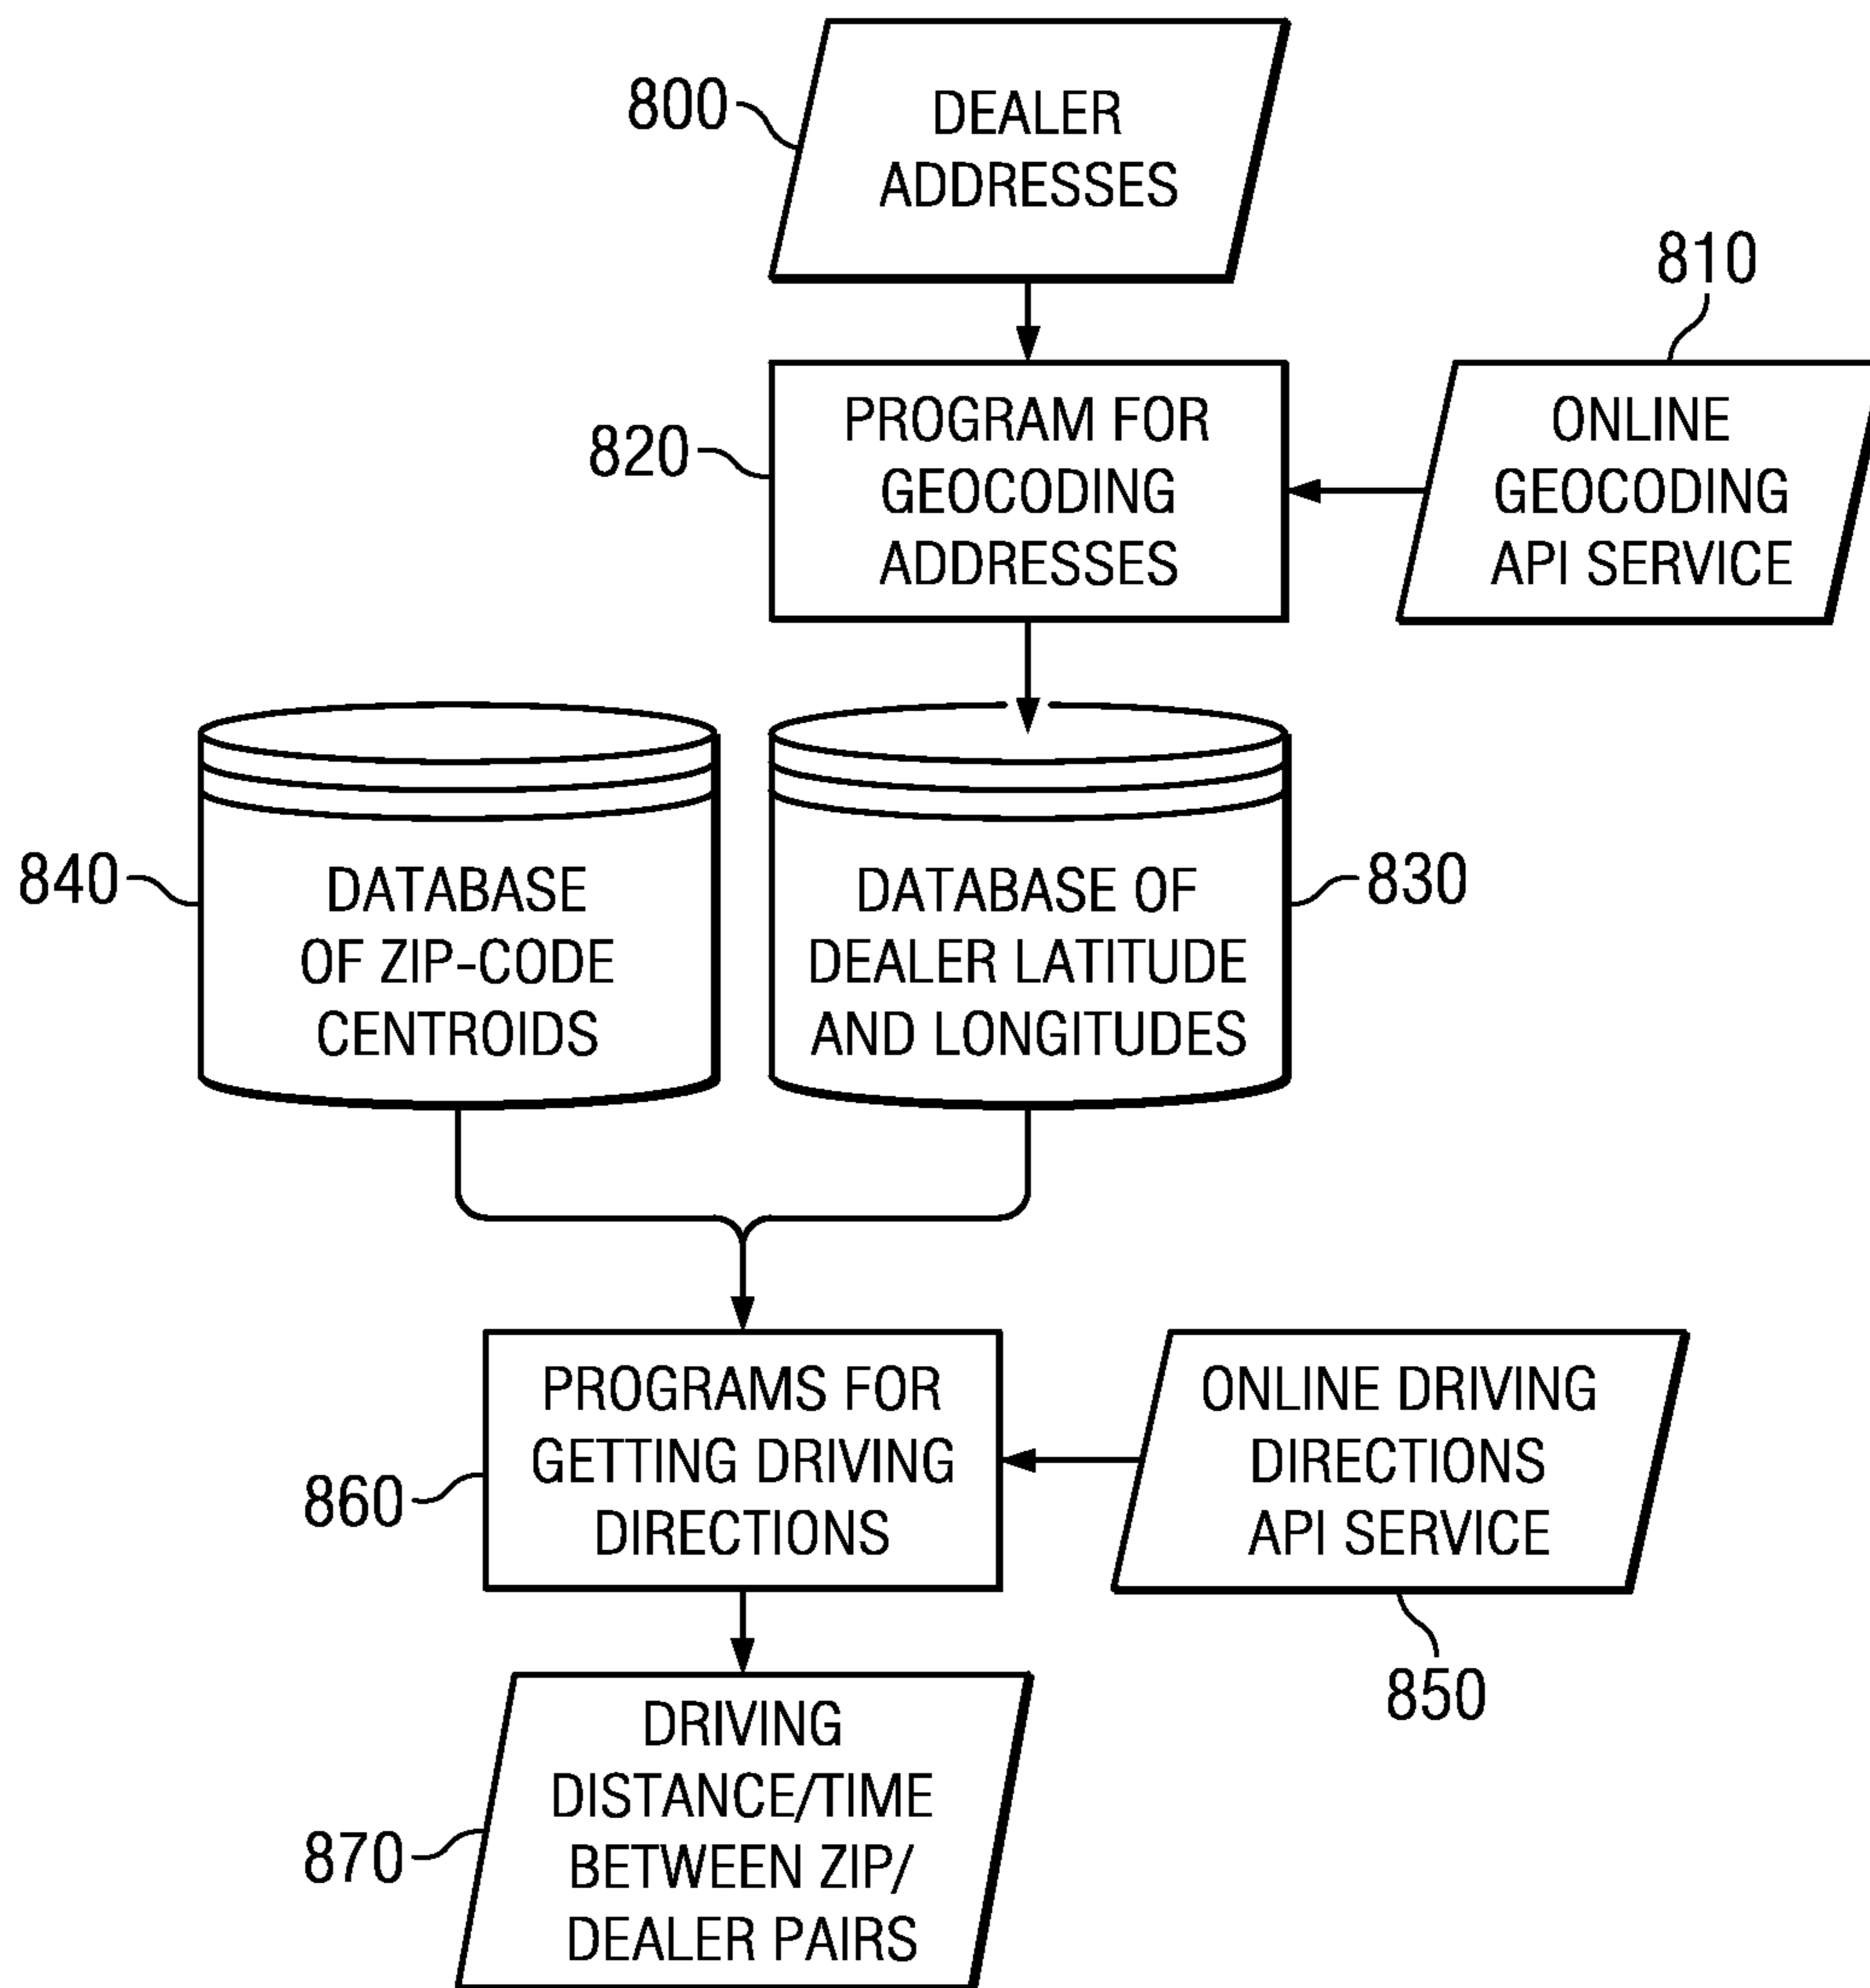 800
DEALER
ADDRESSES
810
820
PROGRAM FOR
GEOCODING
ADDRESSES
ONLINE
GEOCODING
API SERVICE
840
DATABASE
OF ZIP-CODE
CENTROIDS
DATABASE OF
DEALER LATITUDE
AND LONGITUDES
830
860
PROGRAMS FOR
GETTING DRIVING
DIRECTIONS
ONLINE DRIVING
DIRECTIONS
API SERVICE
850
870
DRIVING
DISTANCE/TIME
BETWEEN ZIP/
DEALER PAIRS